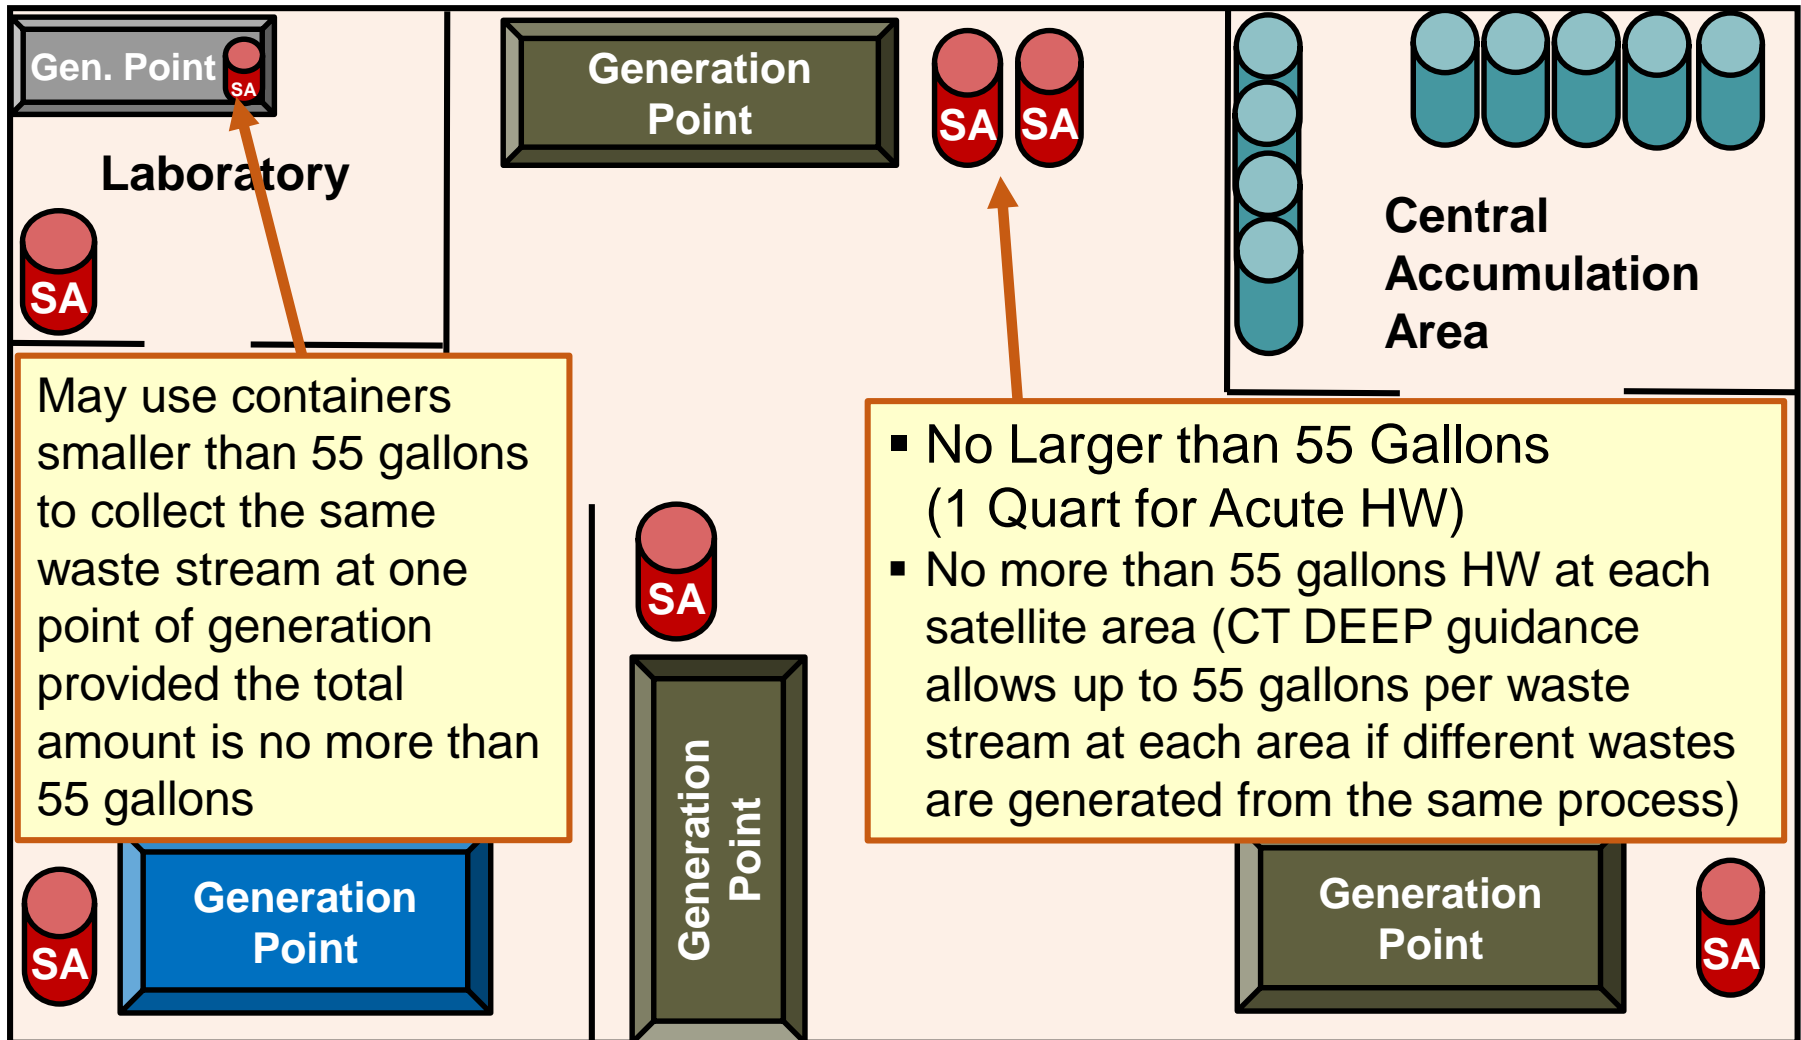 Gen. Point
SA
Laboratory
SA
Generation
Point
SA SA
Central
Accumulation
Area
May use containers
smaller than 55 gallons
to collect the same
waste stream at one
point of generation
provided the total
amount is no more than
55 gallons
▪ No Larger than 55 Gallons
(1 Quart for Acute HW)
▪ No more than 55 gallons HW at each
satellite area (CT DEEP guidance
allows up to 55 gallons per waste
stream at each area if different wastes
are generated from the same process)
SA
Generation
Point
SA
Generation
Point
Generation
Point
SA